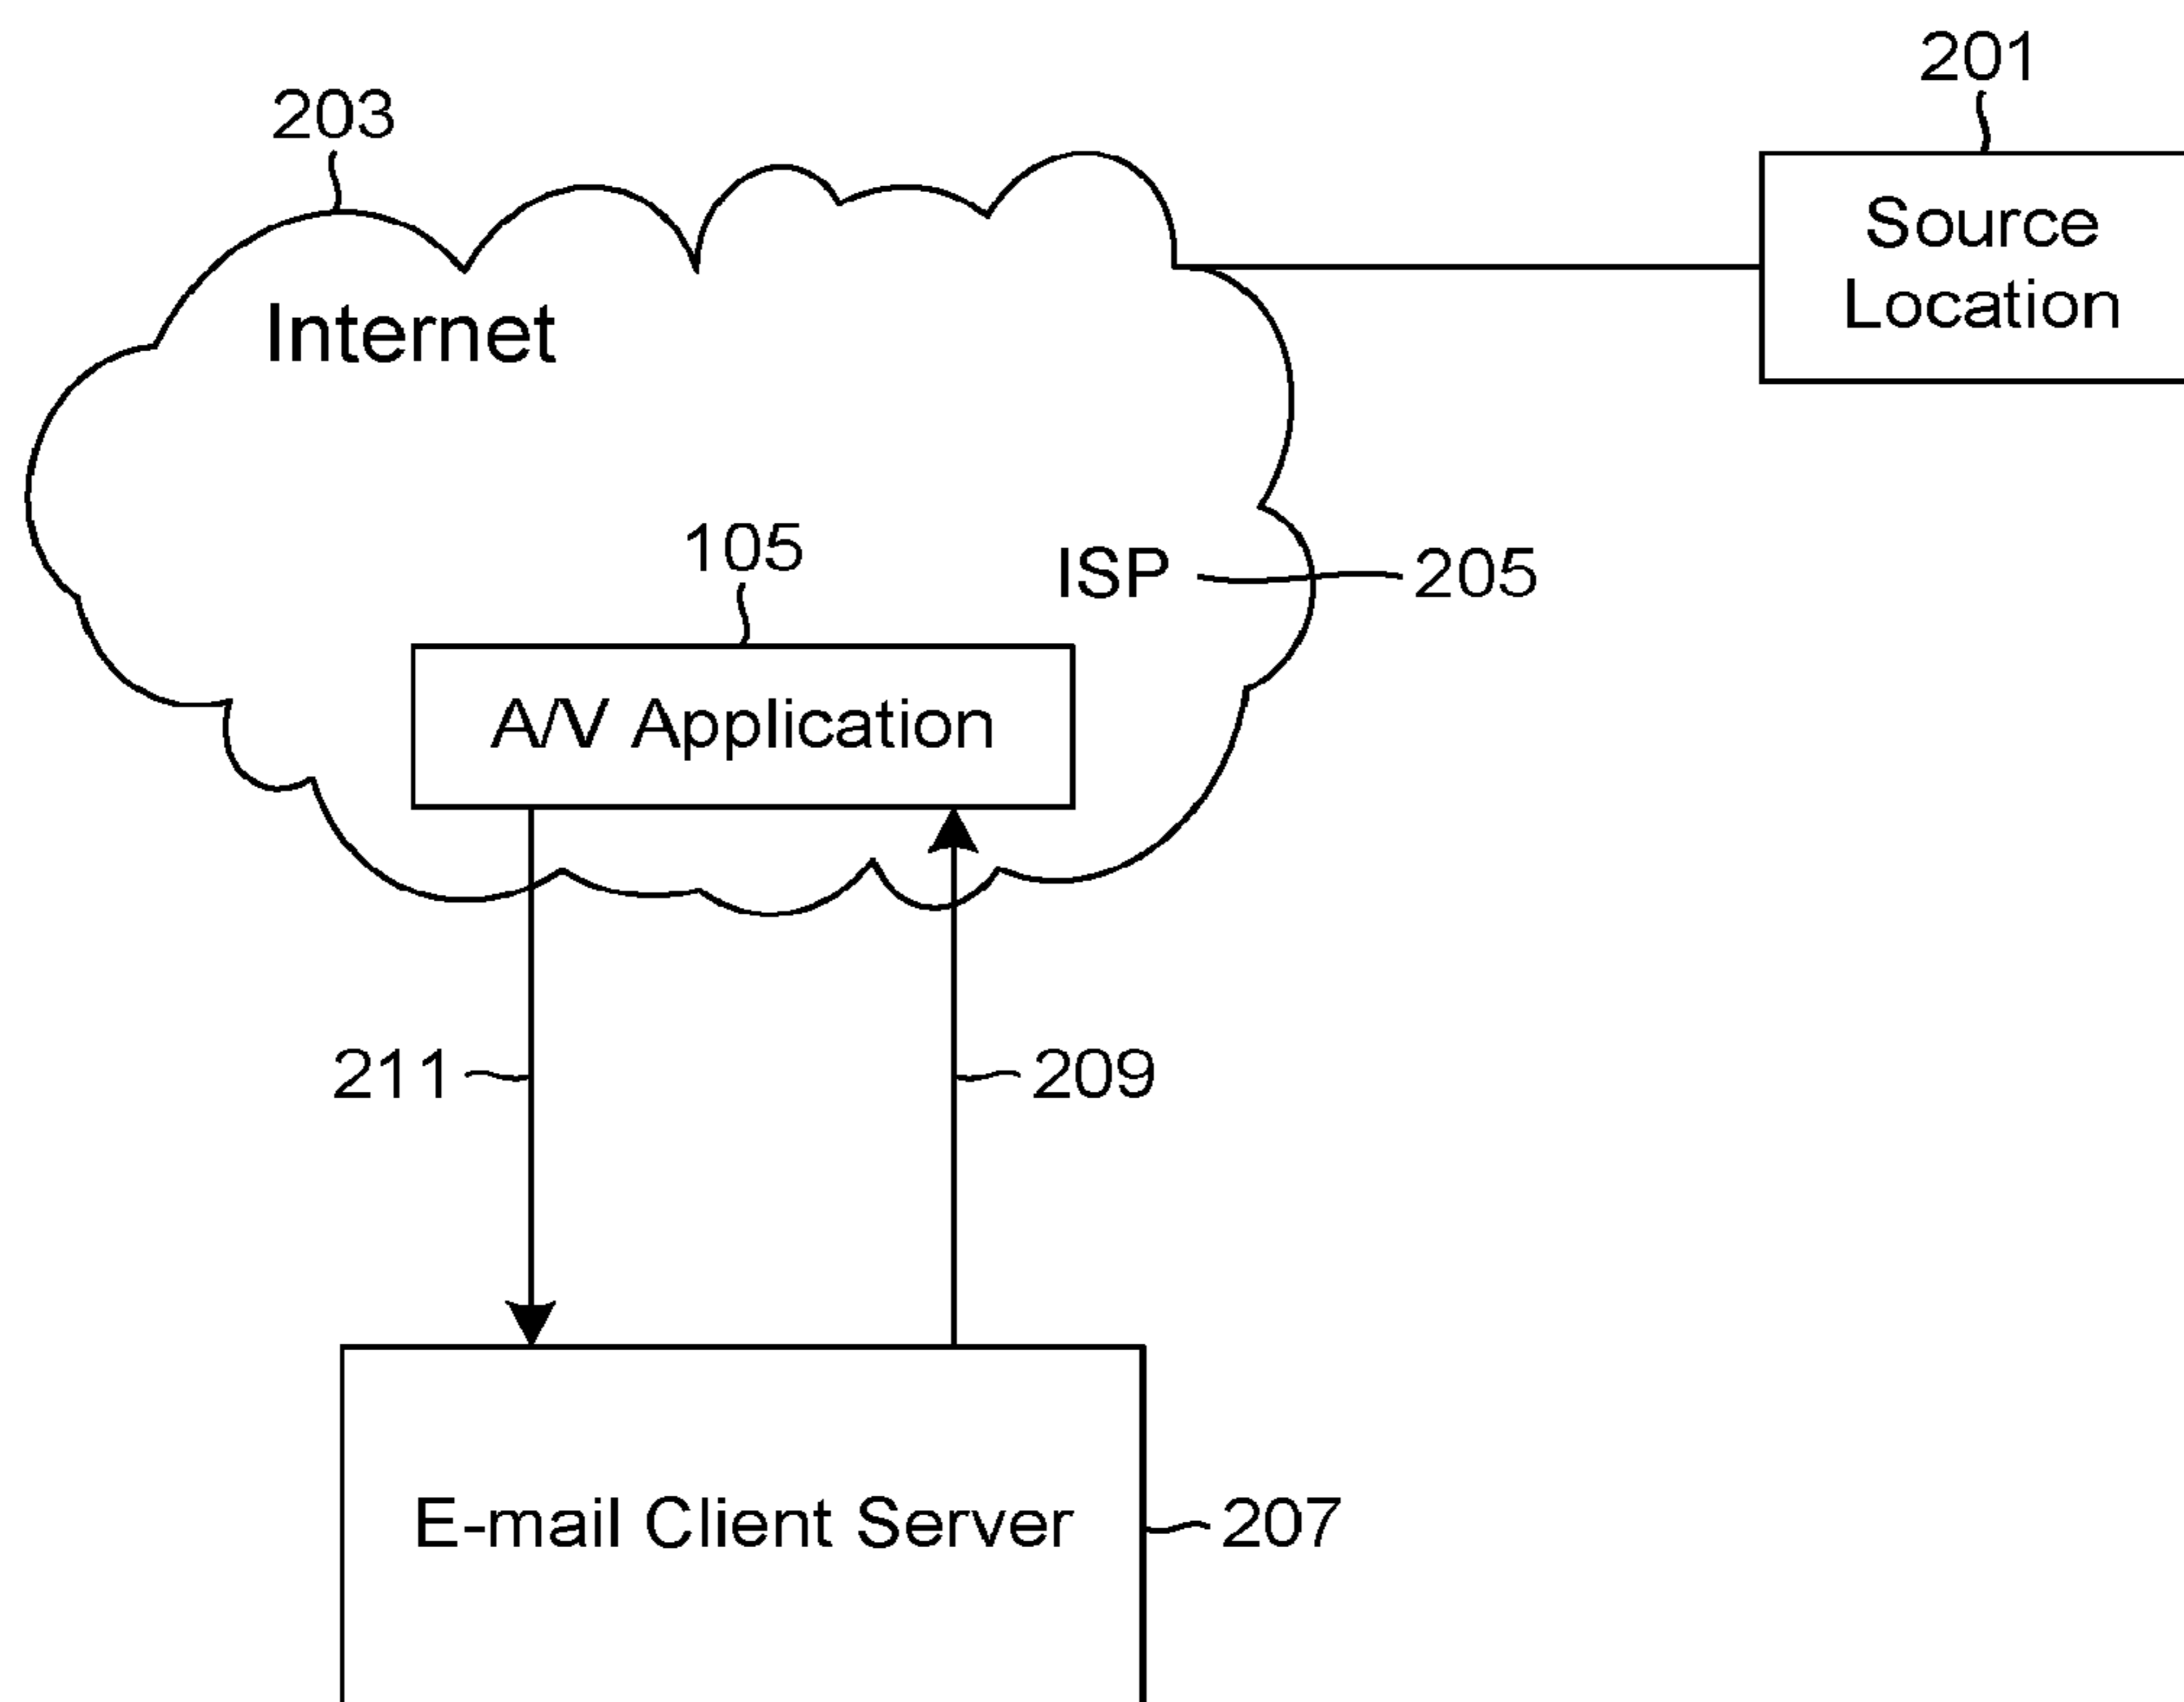 201
203
Source
Location
Internet
105
ISP
205
A/V Application
211
209
E-mail Client Server
207